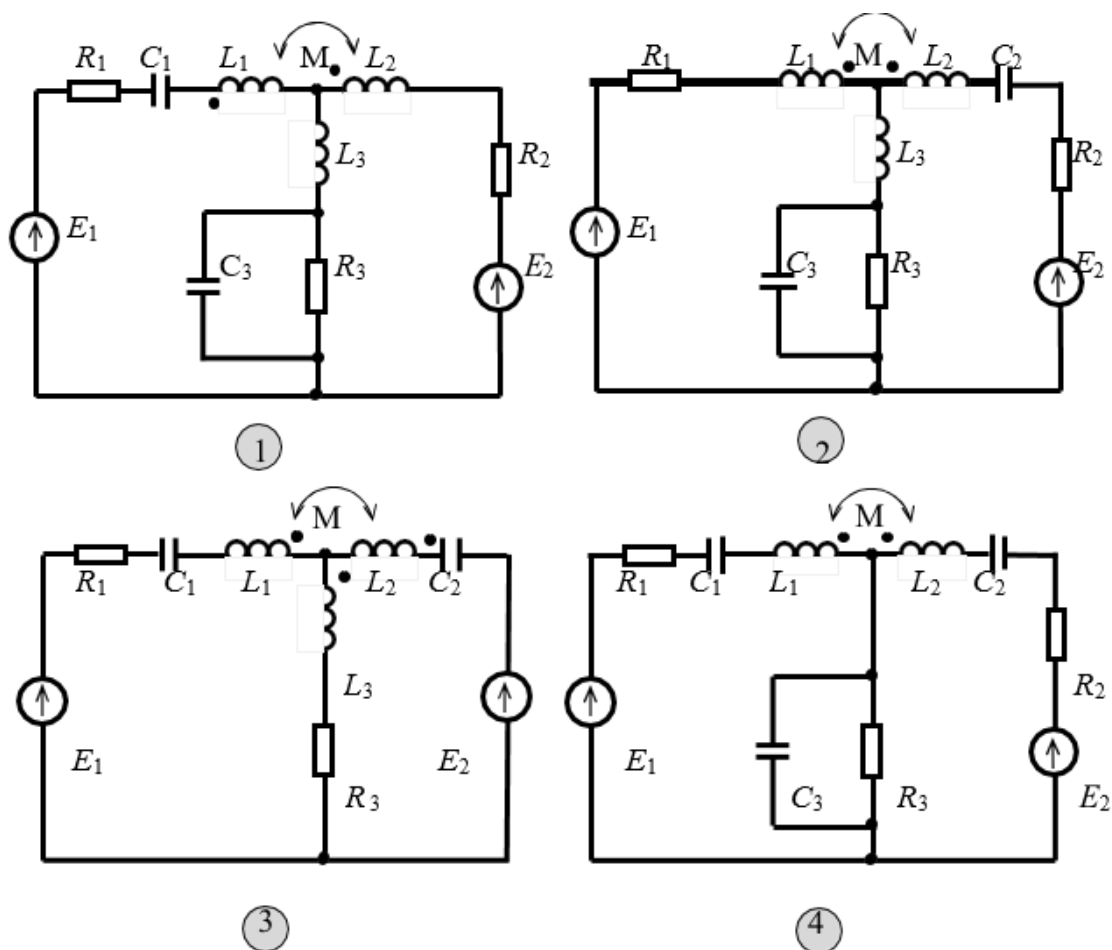 R1 C1 L1 M L2
L3 R2
E1 C3 R3 E2
1
R1 L1 M L2 C2
L3 R2
E1 C3 R3 E2
2
M
R1 C1 L1 L2 C2
L3
E1 E2
R3
3
M
R1 C1 L1 L2 C2
R2
E1
C3 R3 E2
4